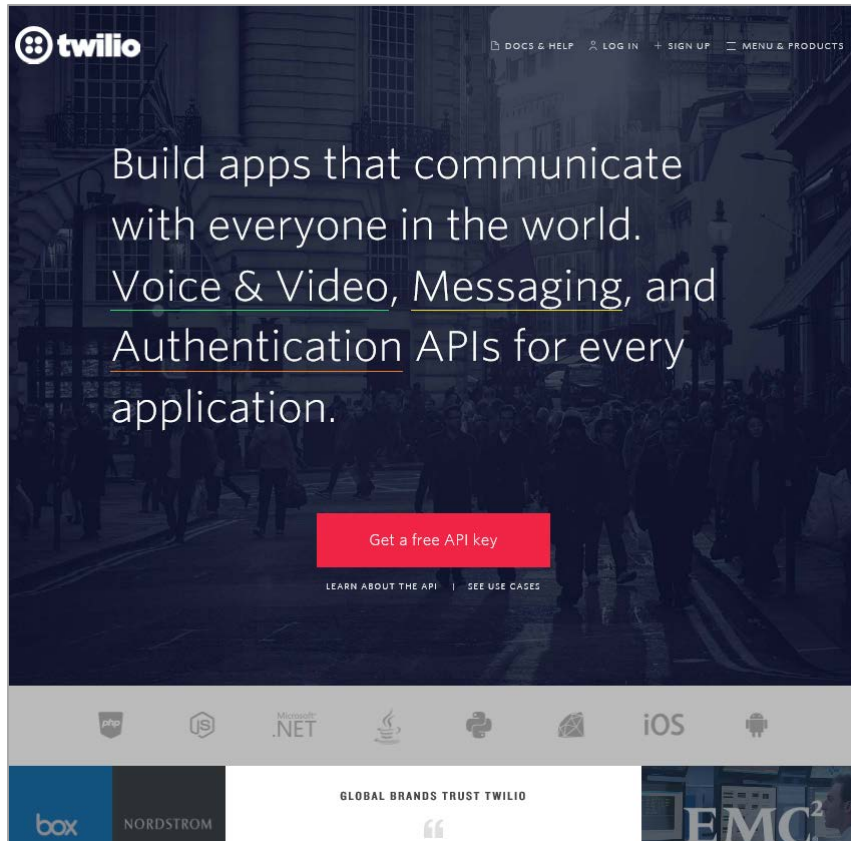 twilio
DOCS & HELP LOG IN SIGN UP MENU & PRODUCTS
Build apps that communicate
with everyone in the world.
Voice & Video, Messaging, and
Authentication APIs for every
application.
Get a free API key
LEARN ABOUT THE API | SEE USE CASES
php JS Microsoft .NET iOS
GLOBAL BRANDS TRUST TWILIO
“
box NORDSTROM EMC²